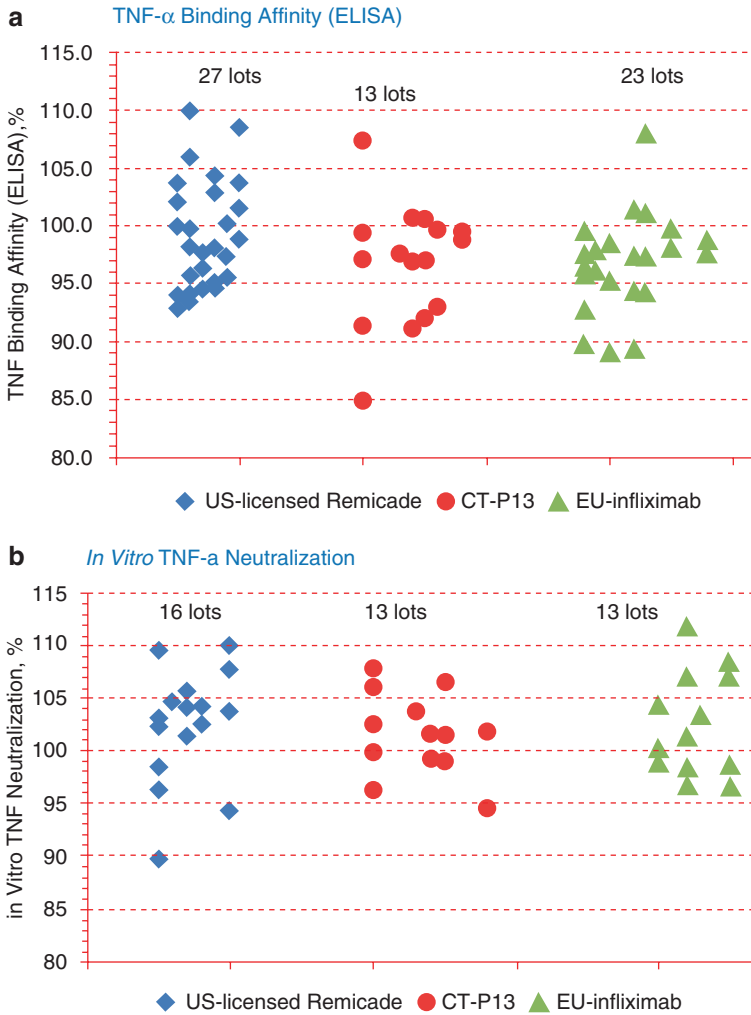 a TNF-α Binding Affinity (ELISA)
TNF Binding Affinity (ELISA),%
115.0
110.0
105.0
100.0
95.0
90.0
85.0
80.0
27 lots
13 lots
23 lots
US-licensed Remicade CT-P13 EU-infliximab
b In Vitro TNF-a Neutralization
in Vitro TNF Neutralization, %
115
110
105
100
95
90
85
80
16 lots
13 lots
13 lots
US-licensed Remicade CT-P13 EU-infliximab